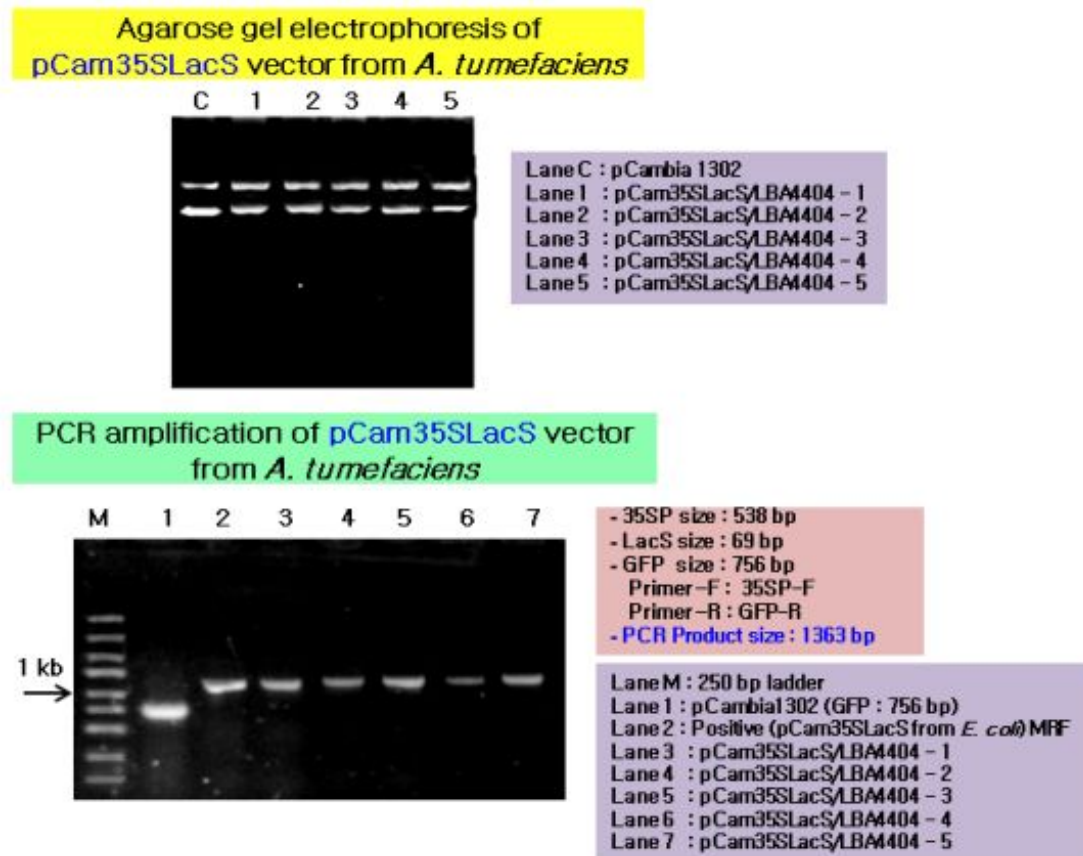 Agarose gel electrophoresis of
pCam35SLacS vector from A. tumefaciens
C 1 2 3 4 5
Lane C : pCambia 1302
Lane 1 : pCam35SLacS/LBA4404 - 1
Lane 2 : pCam35SLacS/LBA4404 - 2
Lane 3 : pCam35SLacS/LBA4404 - 3
Lane 4 : pCam35SLacS/LBA4404 - 4
Lane 5 : pCam35SLacS/LBA4404 - 5
PCR amplification of pCam35SLacS vector
from A. tumefaciens
M 1 2 3 4 5 6 7
1 kb
- 35SP size : 538 bp
- LacS size : 69 bp
- GFP size : 756 bp
Primer-F : 35SP-F
Primer-R : GFP-R
- PCR Product size : 1363 bp
Lane M : 250 bp ladder
Lane 1 : pCambia1302 (GFP : 756 bp)
Lane 2 : Positive (pCam35SLacS from E. coli) MRF
Lane 3 : pCam35SLacS/LBA4404 - 1
Lane 4 : pCam35SLacS/LBA4404 - 2
Lane 5 : pCam35SLacS/LBA4404 - 3
Lane 6 : pCam35SLacS/LBA4404 - 4
Lane 7 : pCam35SLacS/LBA4404 - 5